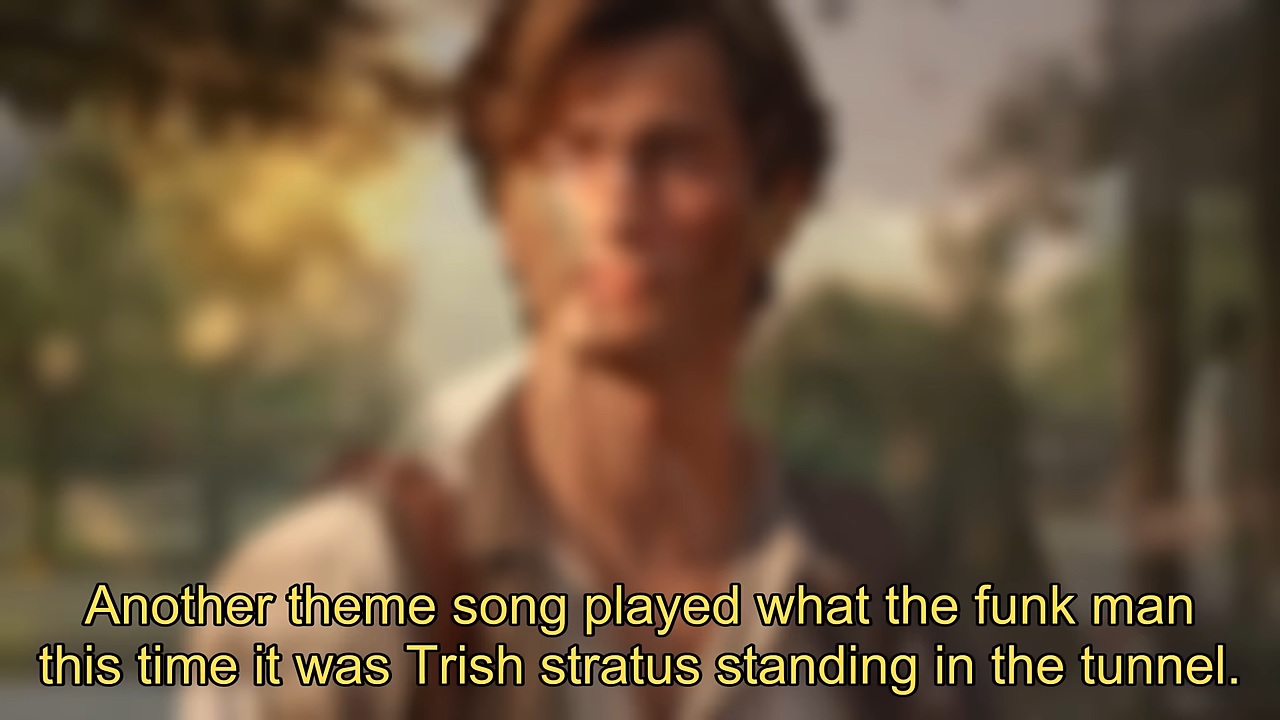 Another theme song played what the funk man
this time it was Trish stratus standing in the tunnel.